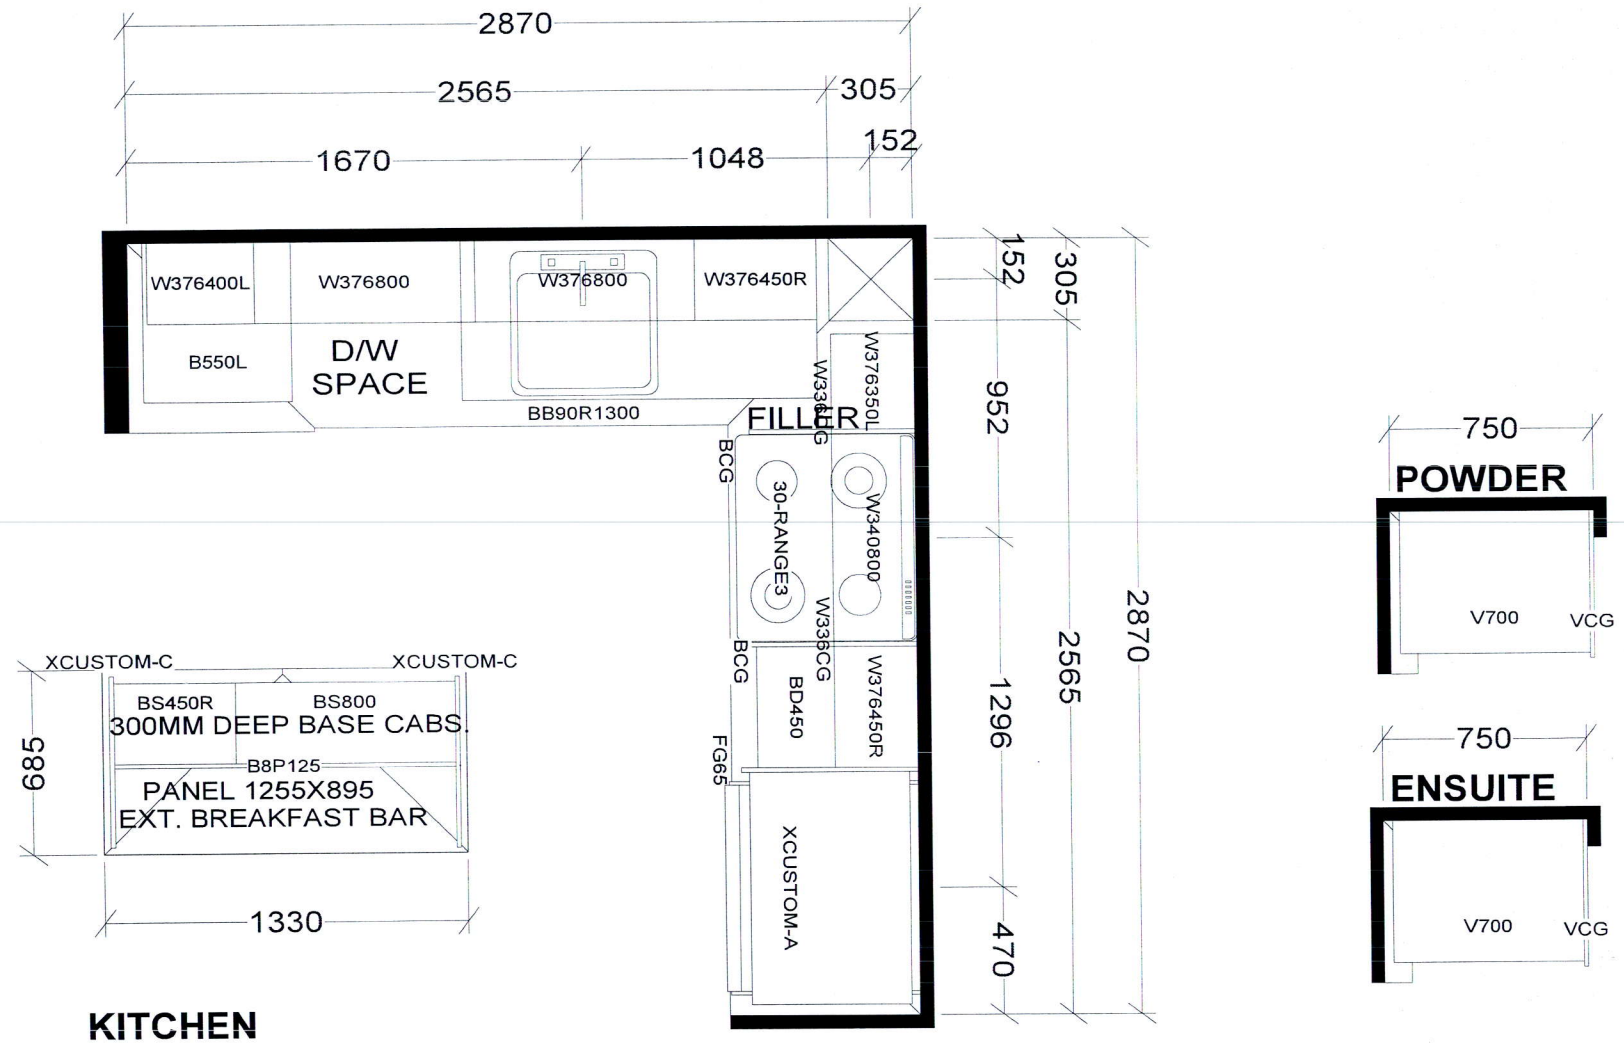 2870
2565
305
1670
1048
152
W376400L
W376800
W376800
W376450R
B550L
D/W
SPACE
BB90R1300
FILLER
W376350L
BCG
30-RANGE3
W340800
W336CG
BCG
BD450
W376450R
FG65
XCUSTOM-A
152
305
952
1296
470
2565
2870
XCUSTOM-C
XCUSTOM-C
BS450R
BS800
300MM DEEP BASE CABS.
B8P125
PANEL 1255X895
EXT. BREAKFAST BAR
685
1330
KITCHEN
750
POWDER
V700
VCG
750
ENSUITE
V700
VCG